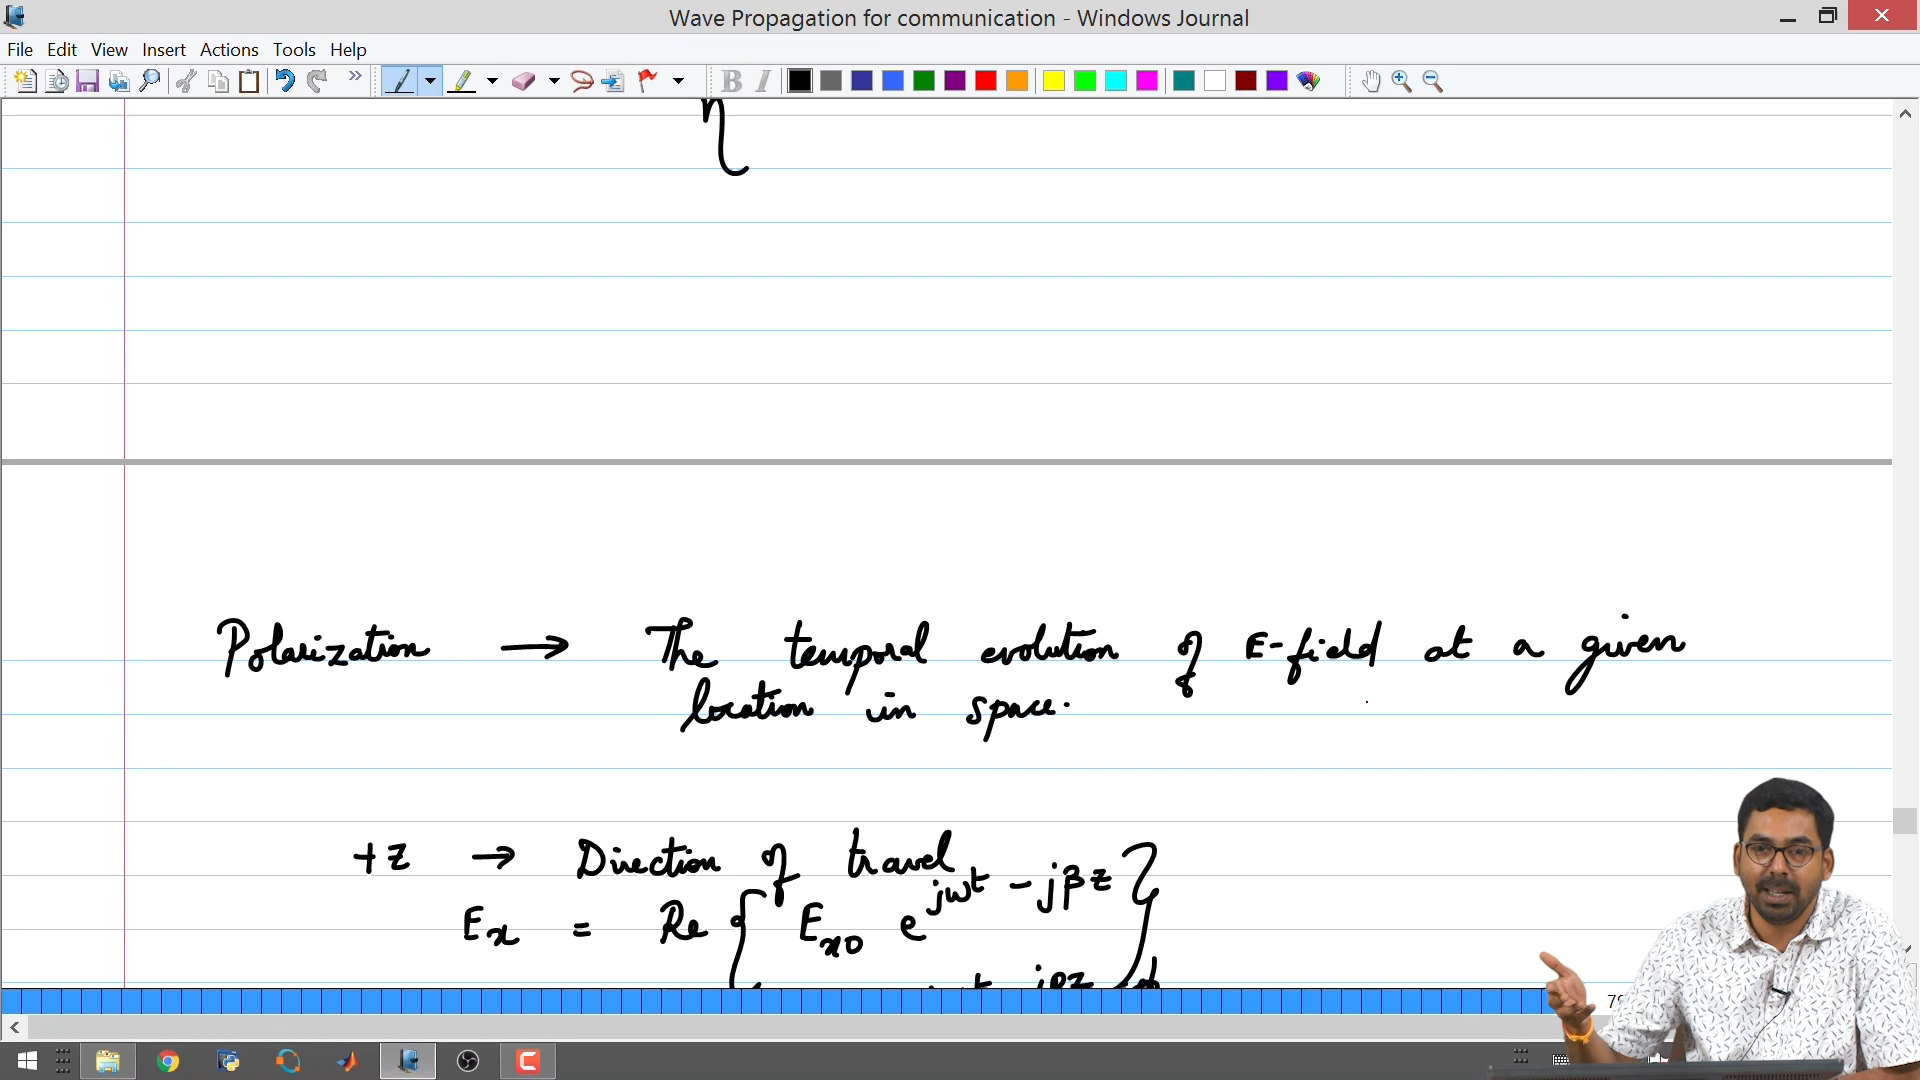 Wave Propagation for communication - Windows Journal
File Edit View Insert Actions Tools Help
η
Polarization → The temporal evolution of E-field at a given
location in space.
+z → Direction of travel
Ex = Re { Ex0 e^jωt - jβz }